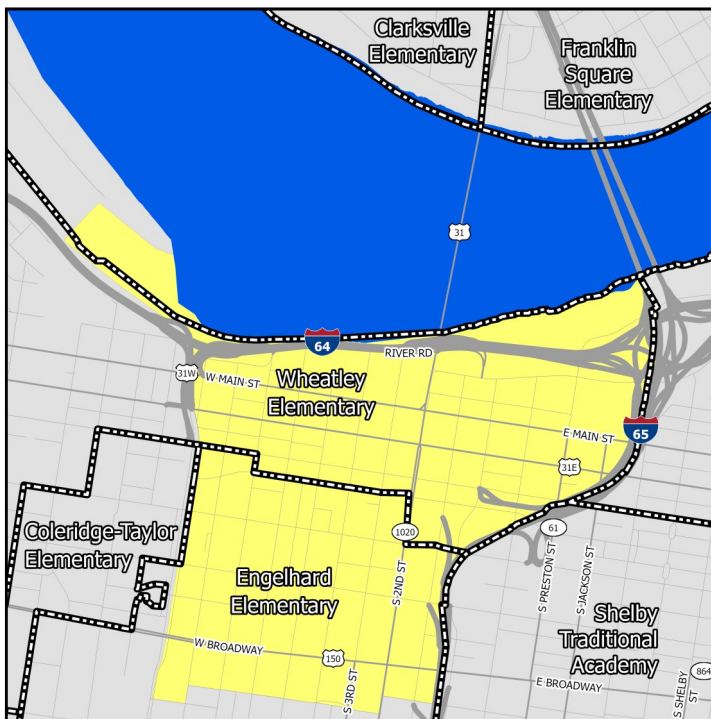 Clarksville
Elementary
Franklin
Square
Elementary
31
64
RIVER RD
31W
W MAIN ST
Wheatley
Elementary
E MAIN ST
65
31E
Coleridge-Taylor
Elementary
1020
61
Engelhard
Elementary
S 2ND ST
S PRESTON ST
S JACKSON ST
Shelby
Traditional
Academy
W BROADWAY
150
S 3RD ST
E BROADWAY
S SHELBY
ST
864